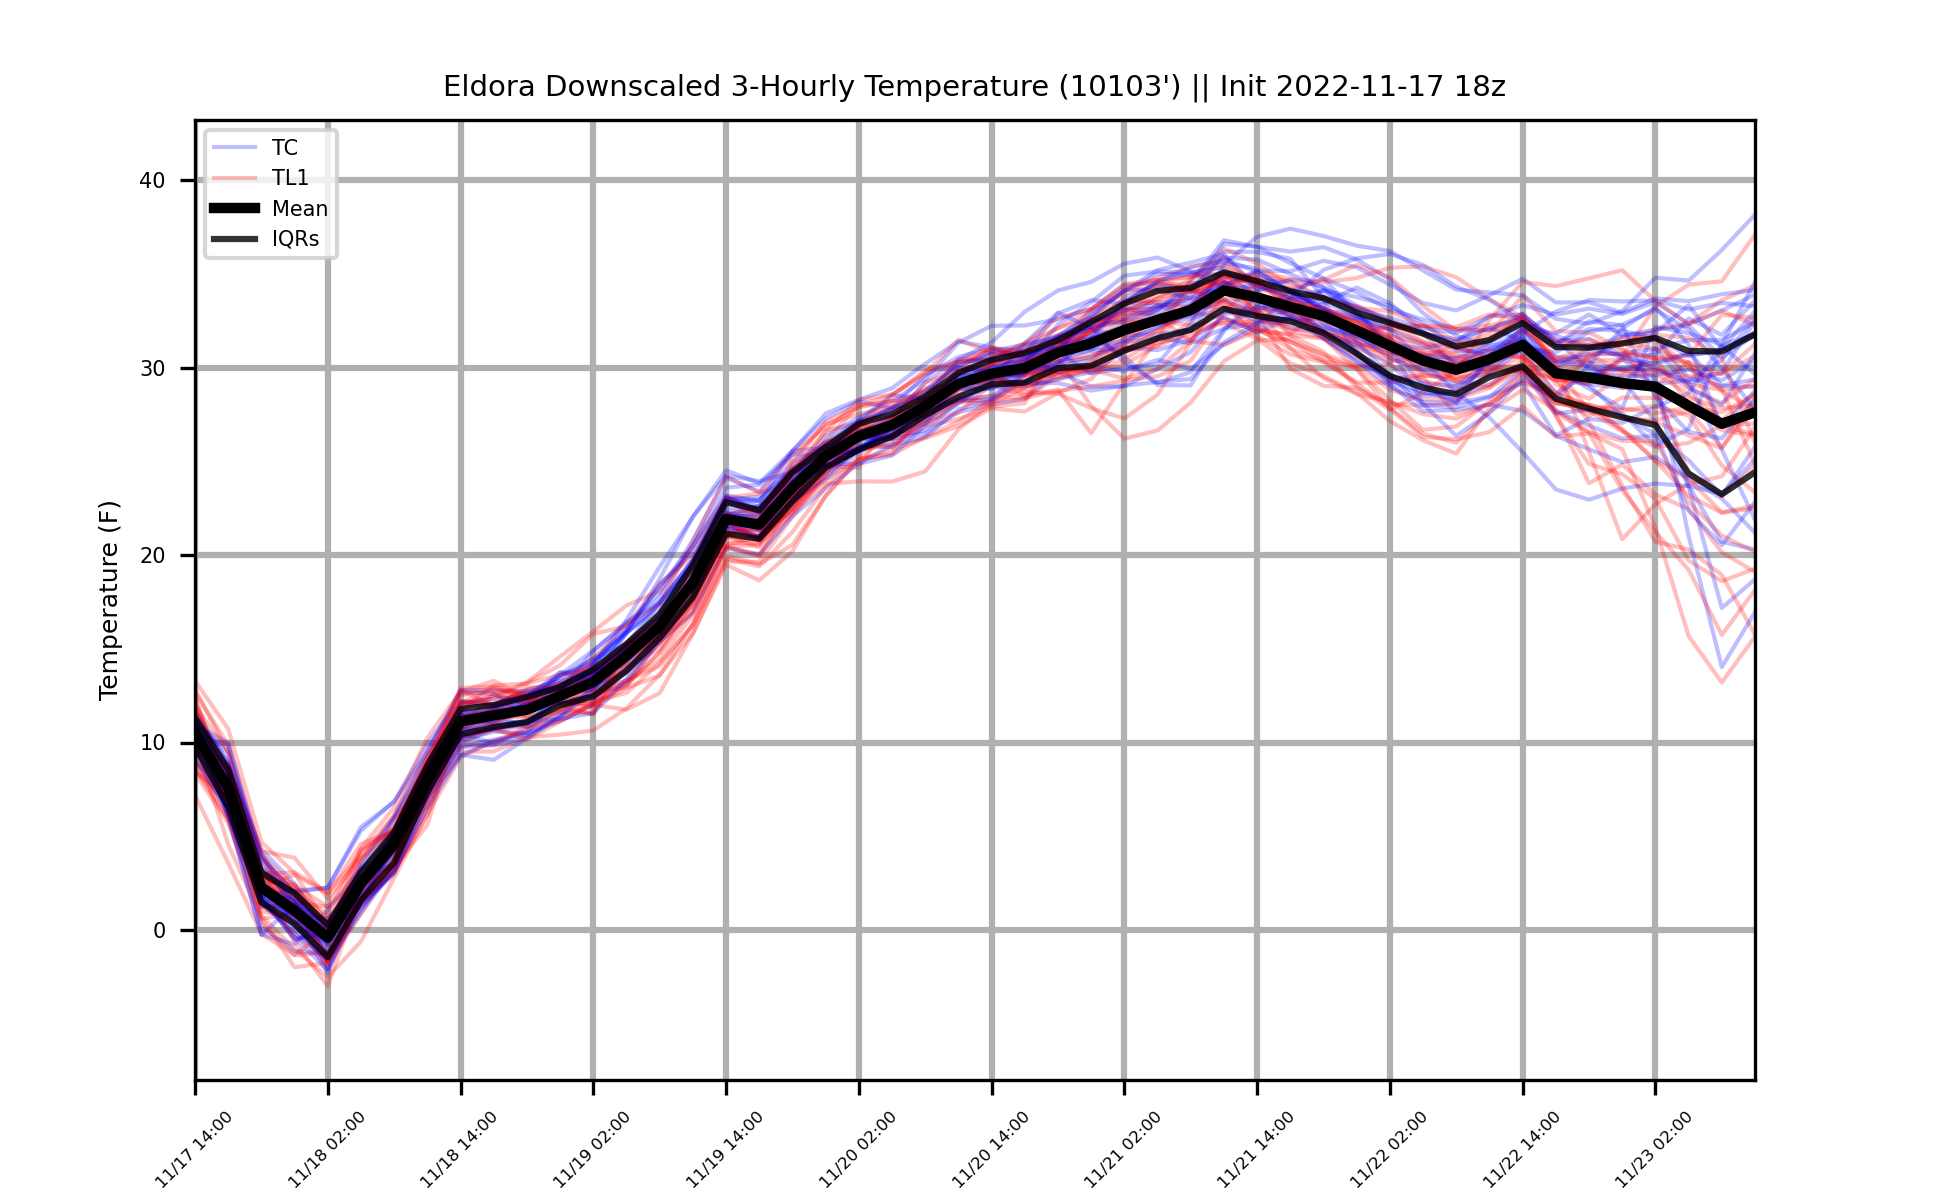 Eldora Downscaled 3-Hourly Temperature (10103') || Init 2022-11-17 18z
TC
TL1
Mean
IQRs
Temperature (F)
40
30
20
10
0
11/17 14:00
11/18 02:00
11/18 14:00
11/19 02:00
11/19 14:00
11/20 02:00
11/20 14:00
11/21 02:00
11/21 14:00
11/22 02:00
11/22 14:00
11/23 02:00